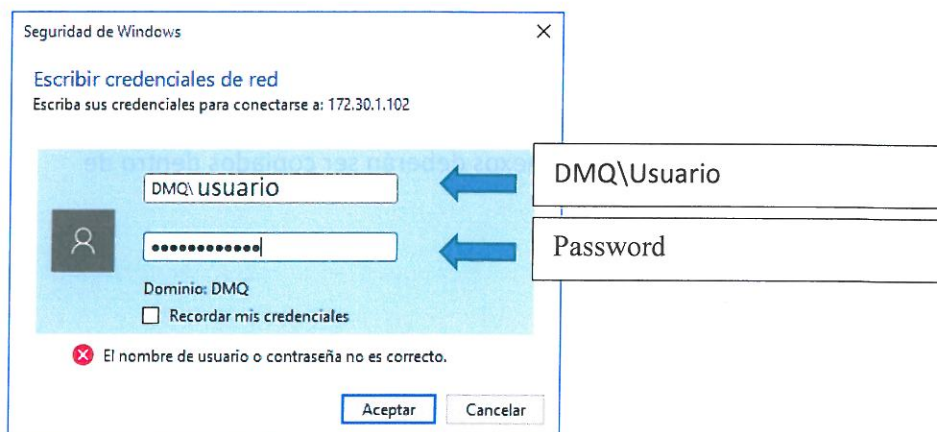 Seguridad de Windows
Escribir credenciales de red
Escriba sus credenciales para conectarse a: 172.30.1.102
DMQ\ usuario
DMQ\Usuario
••••••••••••
Password
Dominio: DMQ
Recordar mis credenciales
El nombre de usuario o contraseña no es correcto.
Aceptar
Cancelar